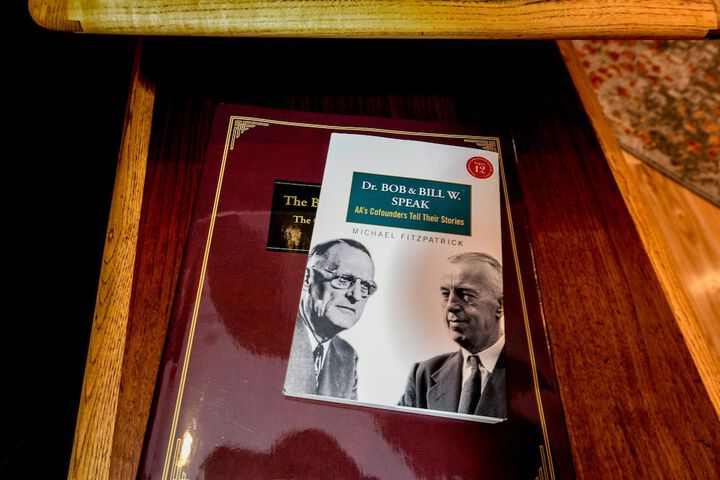 The B
The
12
Dr. BOB & BILL W.
SPEAK
AA's Cofounders Tell Their Stories
MICHAEL FITZPATRICK